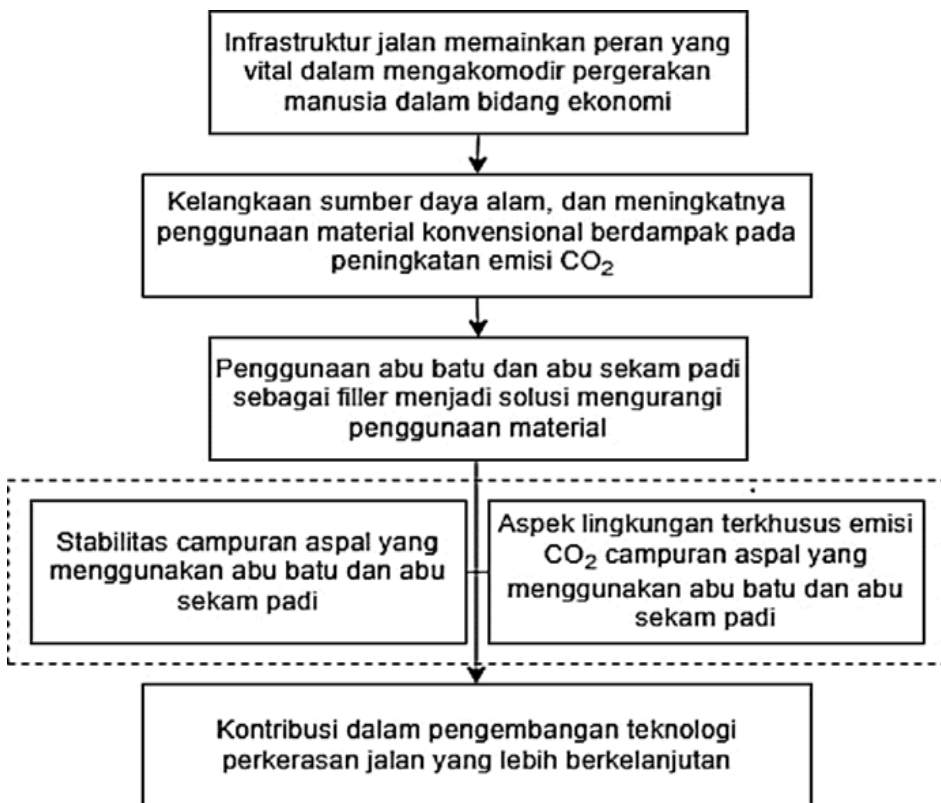 Infrastruktur jalan memainkan peran yang
vital dalam mengakomodir pergerakan
manusia dalam bidang ekonomi
Kelangkaan sumber daya alam, dan meningkatnya
penggunaan material konvensional berdampak pada
peningkatan emisi CO₂
Penggunaan abu batu dan abu sekam padi
sebagai filler menjadi solusi mengurangi
penggunaan material
Stabilitas campuran aspal yang
menggunakan abu batu dan abu
sekam padi
Aspek lingkungan terkhusus emisi
CO₂ campuran aspal yang
menggunakan abu batu dan abu
sekam padi
Kontribusi dalam pengembangan teknologi
perkerasan jalan yang lebih berkelanjutan